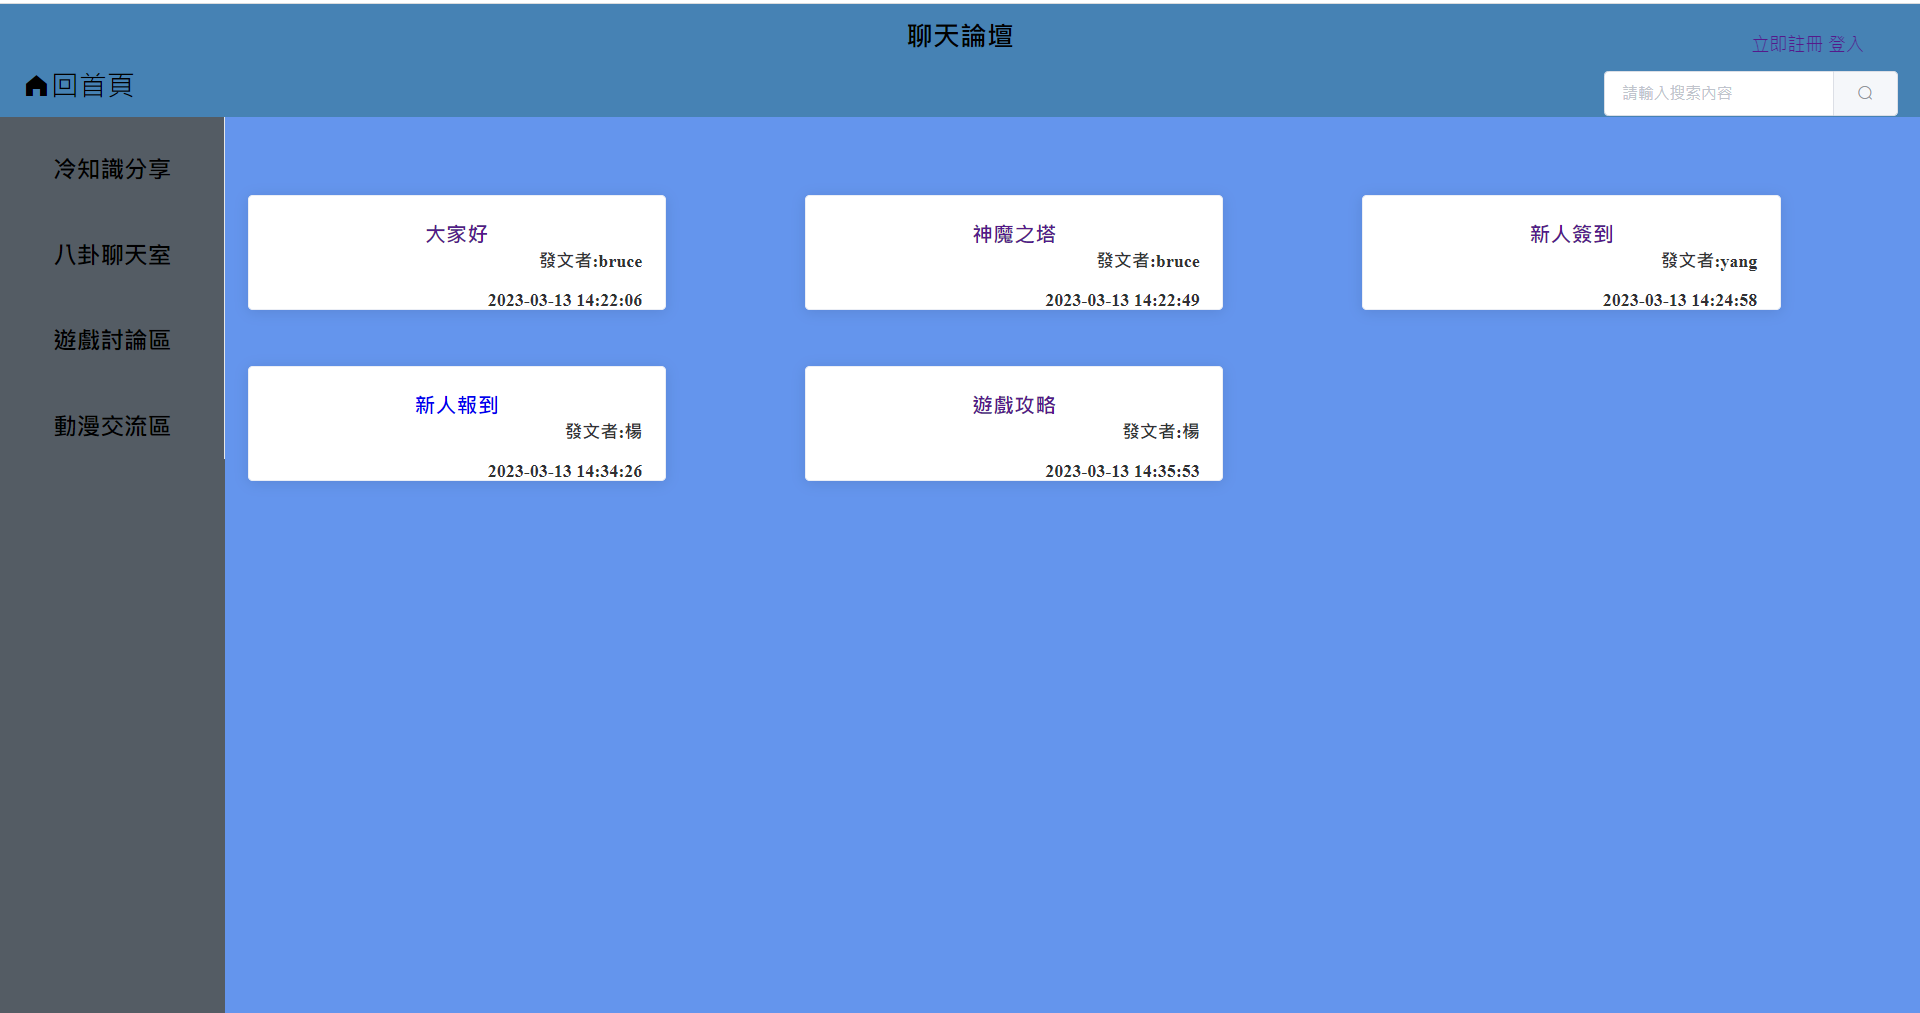 聊天論壇
立即註冊 登入
回首頁
請輸入搜索內容
冷知識分享
八卦聊天室
遊戲討論區
動漫交流區
大家好
發文者:bruce
2023-03-13 14:22:06
神魔之塔
發文者:bruce
2023-03-13 14:22:49
新人簽到
發文者:yang
2023-03-13 14:24:58
新人報到
發文者:楊
2023-03-13 14:34:26
遊戲攻略
發文者:楊
2023-03-13 14:35:53